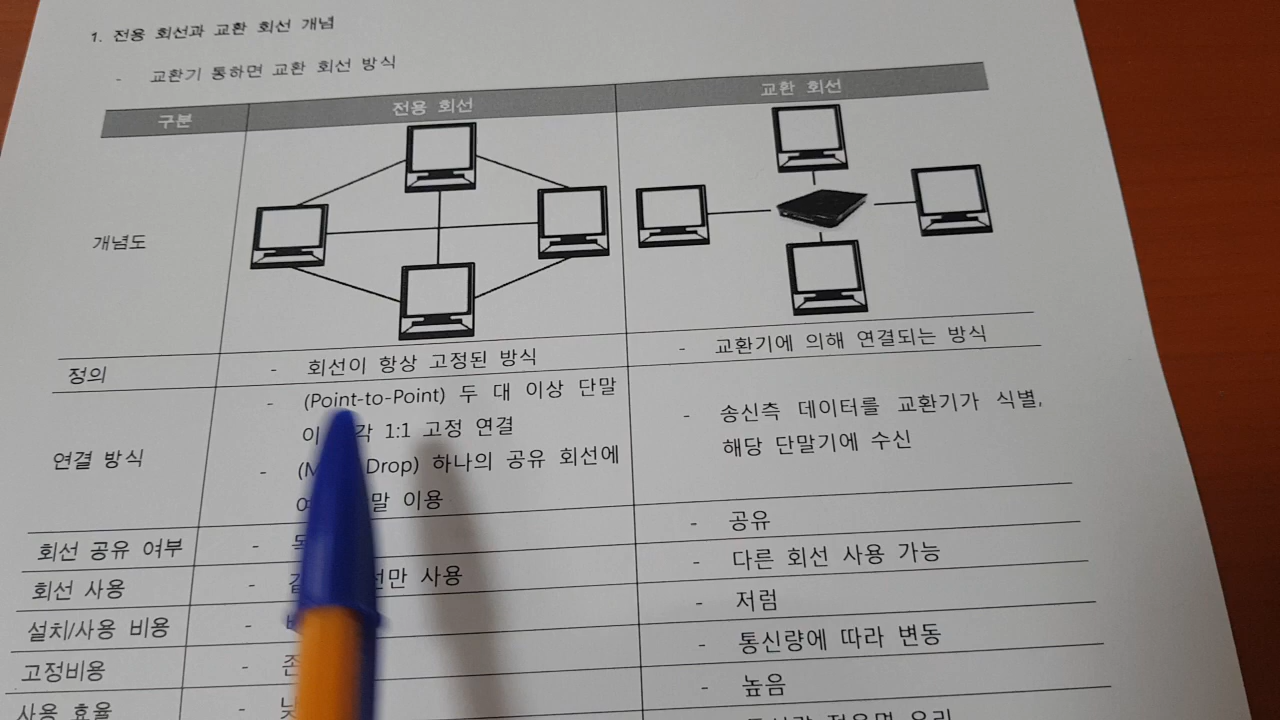 1. 전용 회선과 교환 회선 개념
- 교환기 통하면 교환 회선 방식
구분 전용 회선 교환 회선
개념도
정의 - 회선이 항상 고정된 방식 - 교환기에 의해 연결되는 방식
연결 방식
- (Point-to-Point) 두 대 이상 단말
각 1:1 고정 연결
- Drop) 하나의 공유 회선에
말 이용
- 송신측 데이터를 교환기가 식별,
해당 단말기에 수신
회선 공유 여부 - - 공유
회선 사용 - 선만 사용 - 다른 회선 사용 가능
설치/사용 비용 - - 저럼
고정비용 - - 통신량에 따라 변동
사용 효율 - - 높음